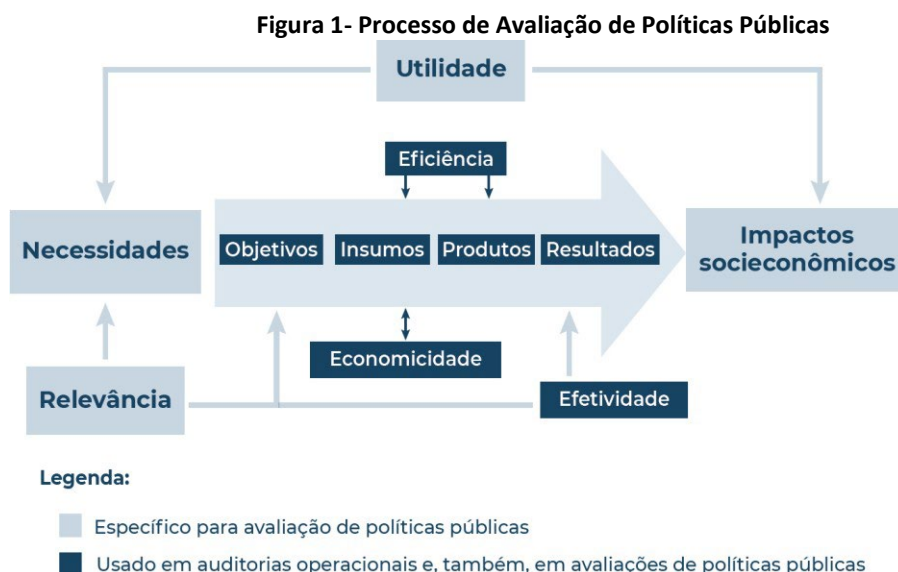 Figura 1- Processo de Avaliação de Políticas Públicas
Utilidade
Eficiência
Necessidades
Objetivos
Insumos
Produtos
Resultados
Impactos
socieconômicos
Economicidade
Relevância
Efetividade
Legenda:
Específico para avaliação de políticas públicas
Usado em auditorias operacionais e, também, em avaliações de políticas públicas